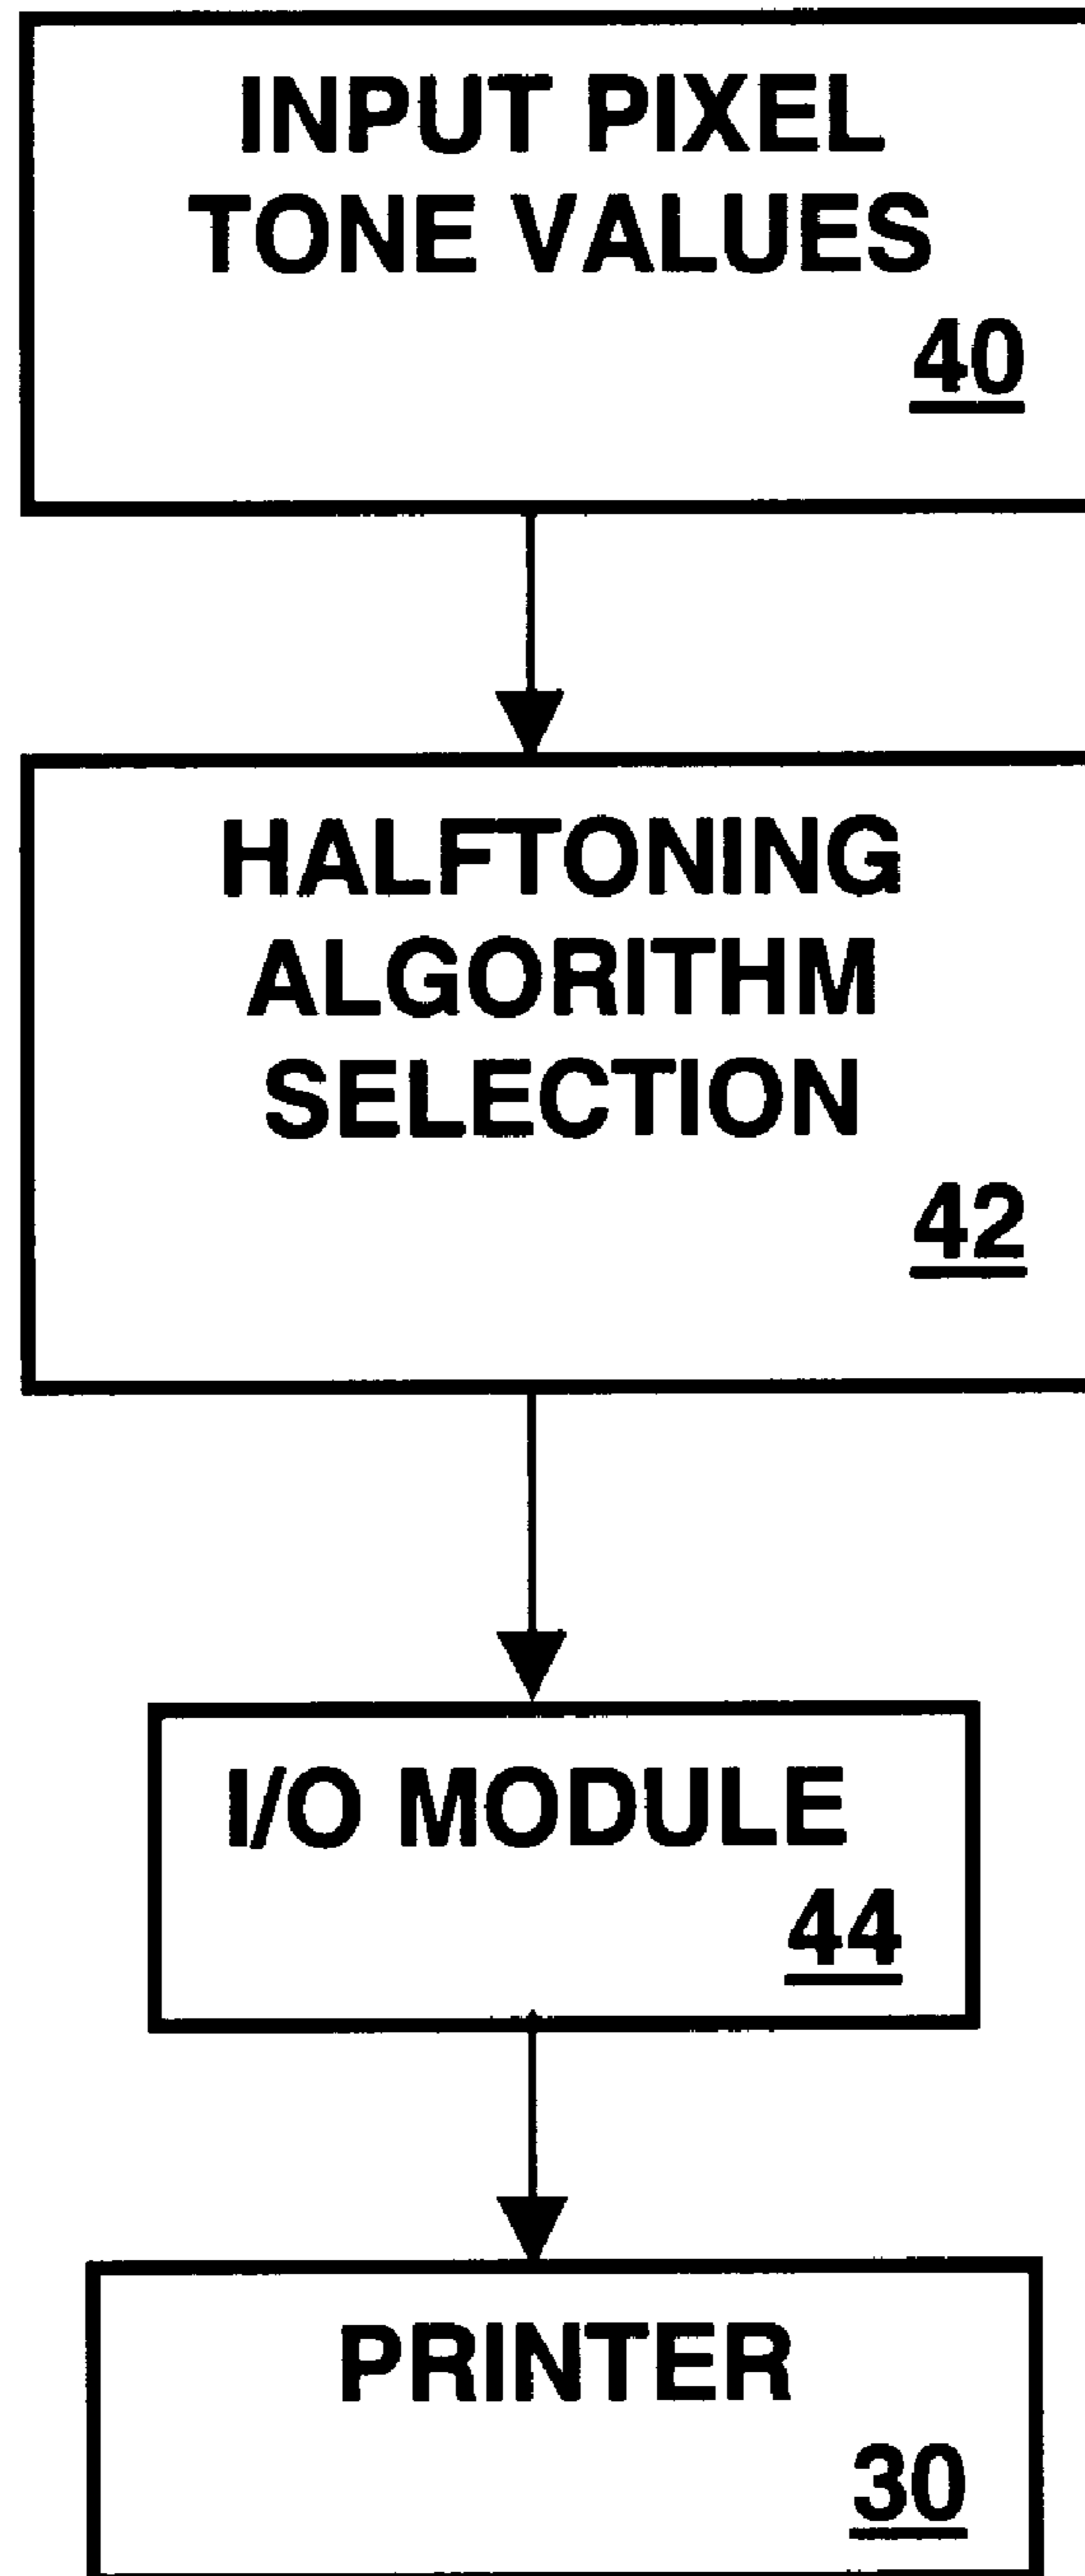 INPUT PIXEL
TONE VALUES
40
HALFTONING
ALGORITHM
SELECTION
42
I/O MODULE
44
PRINTER
30